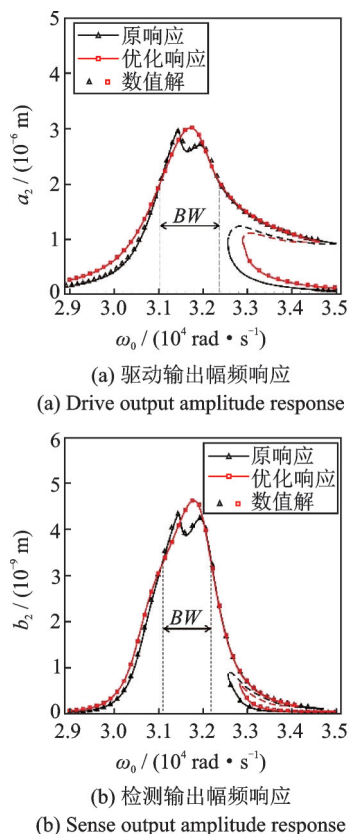 5
4
3
2
1
0
a₂ / (10⁻⁶ m)
原响应
优化响应
数值解
BW
2.9 3.0 3.1 3.2 3.3 3.4 3.5
ω₀ / (10⁴ rad • s⁻¹)
(a) 驱动输出幅频响应
(a) Drive output amplitude response
6
5
4
3
2
1
0
b₂ / (10⁻⁹ m)
原响应
优化响应
数值解
BW
2.9 3.0 3.1 3.2 3.3 3.4 3.5
ω₀ / (10⁴ rad • s⁻¹)
(b) 检测输出幅频响应
(b) Sense output amplitude response